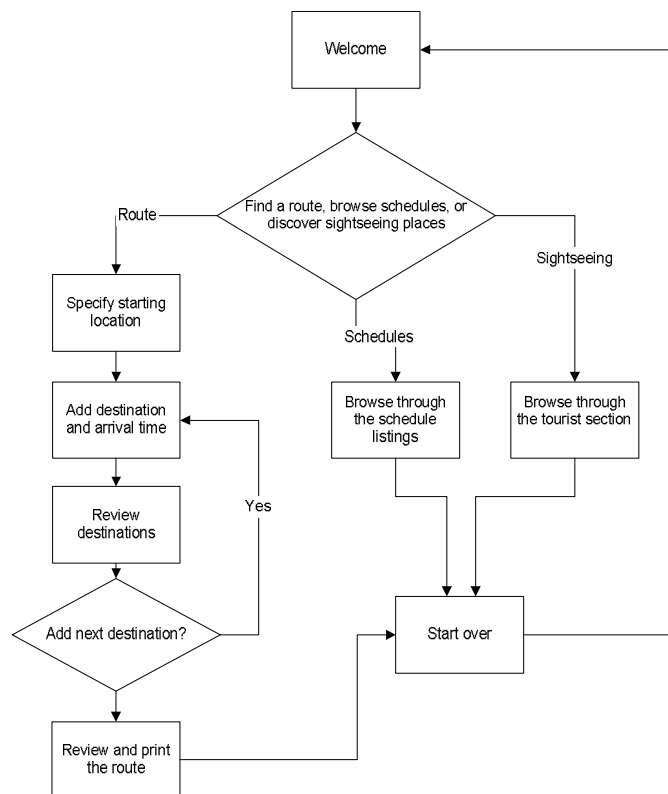 Welcome
Find a route, browse schedules, or
discover sightseeing places
Route
Sightseeing
Schedules
Specify starting
location
Add destination
and arrival time
Browse through
the schedule
listings
Browse through
the tourist section
Review
destinations
Yes
Add next destination?
Start over
Review and print
the route